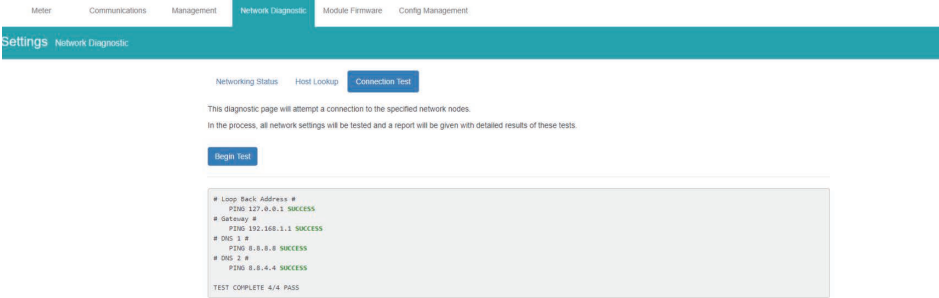 Meter Communications Management Network Diagnostic Module Firmware Config Management
Settings Network Diagnostic
Networking Status Host Lookup Connection Test
This diagnostic page will attempt a connection to the specified network nodes.
In the process, all network settings will be tested and a report will be given with detailed results of these tests.
Begin Test
# Loop Back Address #
PING 127.0.0.1 SUCCESS
# Gateway #
PING 192.168.1.1 SUCCESS
# DNS 1 #
PING 8.8.8.8 SUCCESS
# DNS 2 #
PING 8.8.4.4 SUCCESS
TEST COMPLETE 4/4 PASS